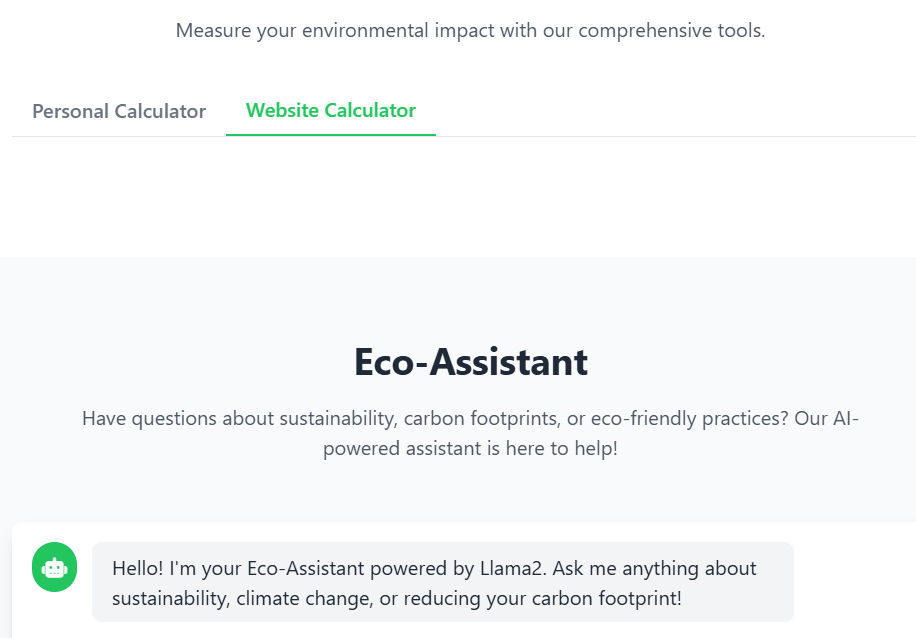 Measure your environmental impact with our comprehensive tools.
Personal Calculator
Website Calculator
Eco-Assistant
Have questions about sustainability, carbon footprints, or eco-friendly practices? Our AI-
powered assistant is here to help!
Hello! I'm your Eco-Assistant powered by Llama2. Ask me anything about
sustainability, climate change, or reducing your carbon footprint!